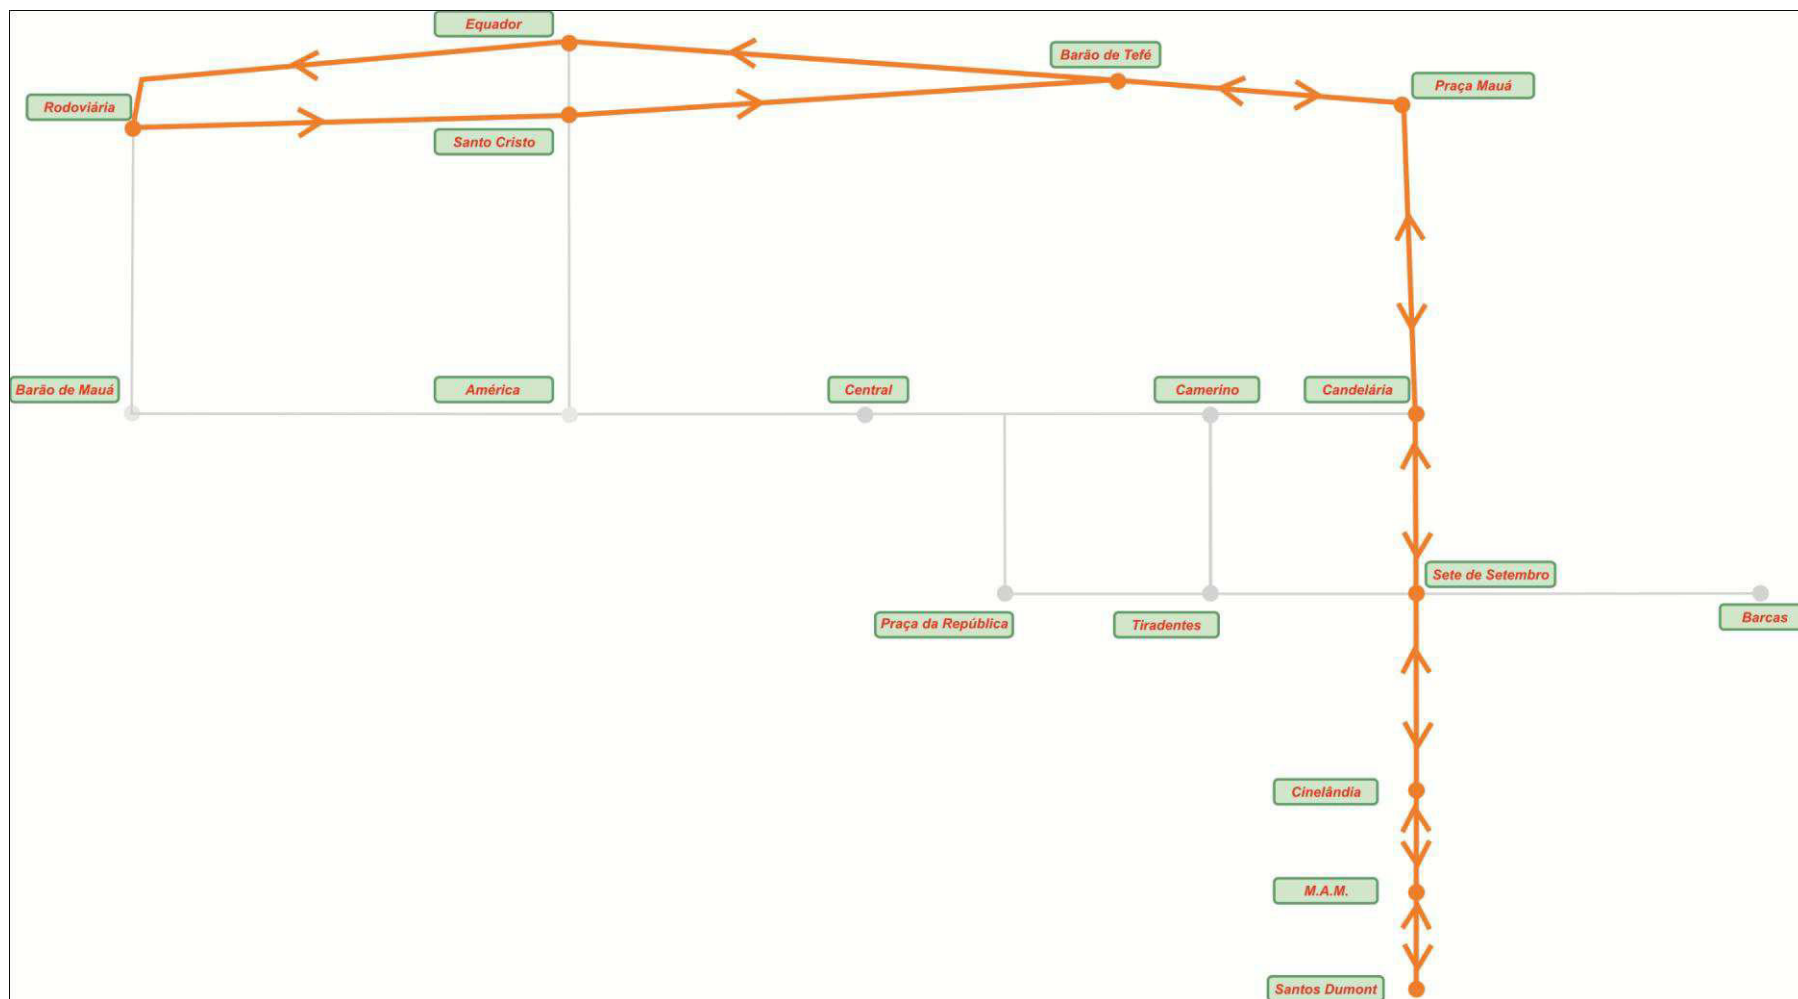 Equador
Barão de Tefé
Praça Mauá
Rodoviária
Santo Cristo
Barão de Mauá
América
Central
Camerino
Candelária
Sete de Setembro
Praça da República
Tiradentes
Barcas
Cinelândia
M.A.M.
Santos Dumont